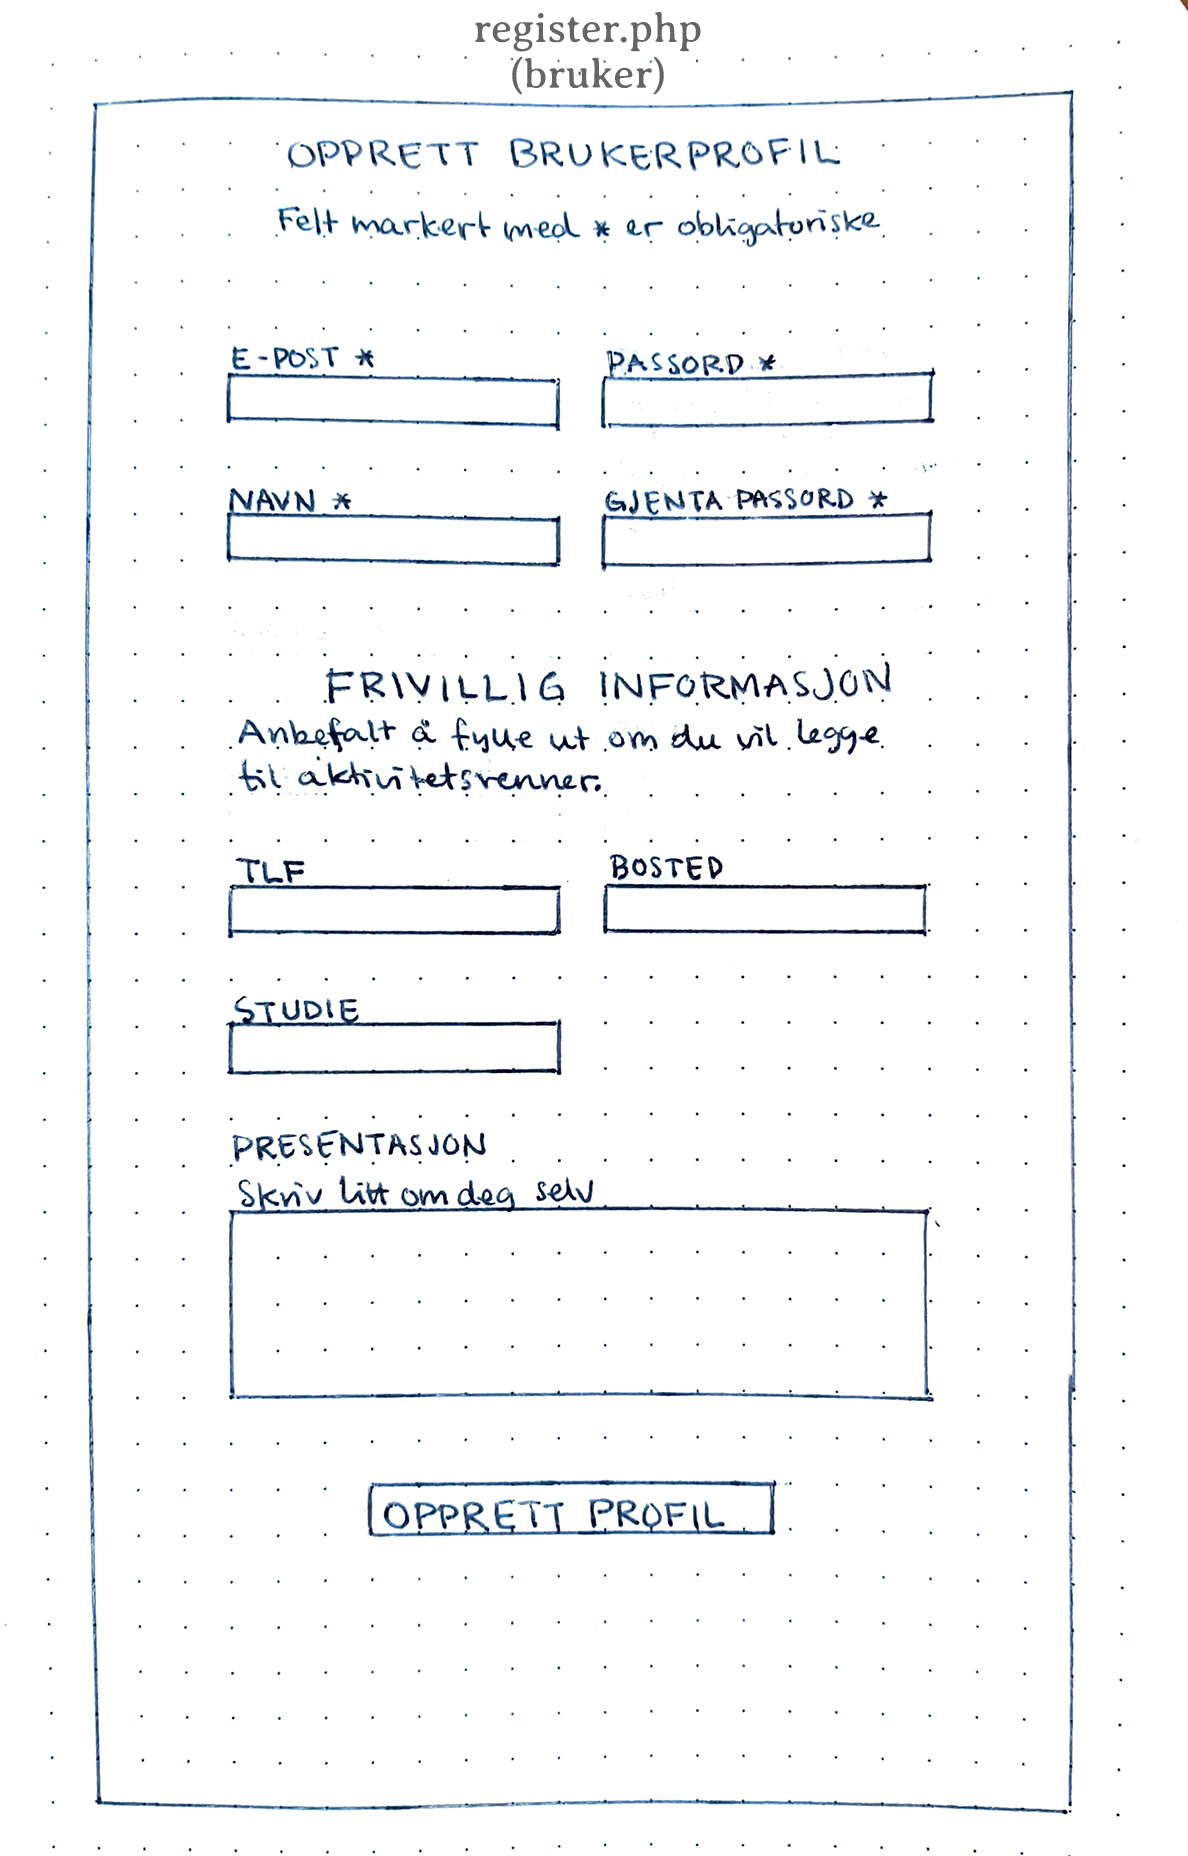 register.php
(bruker)
OPPRETT BRUKERPROFIL
Felt markert med * er obligatoriske
E-POST *
PASSORD *
NAVN *
GJENTA PASSORD *
FRIVILLIG INFORMASJON
Anbefalt å fylle ut om du vil legge
til aktivitetsvenner.
TLF
BOSTED
STUDIE
PRESENTASJON
Skriv litt om deg selv
OPPRETT PROFIL